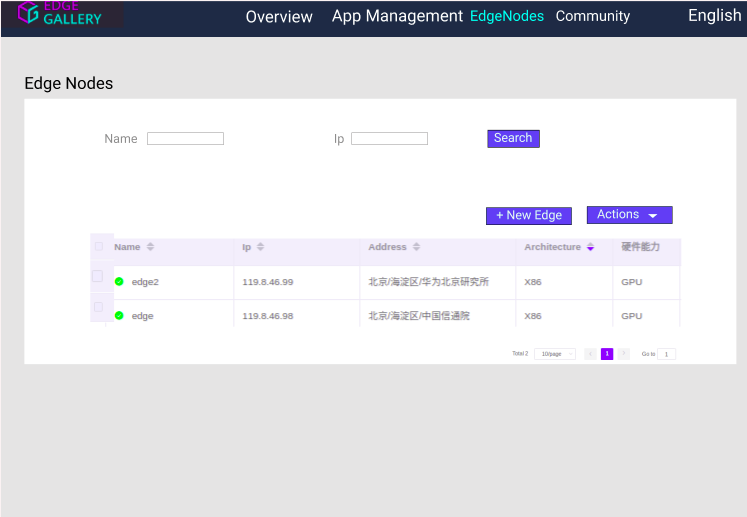 EDGE
GALLERY
Overview App Management EdgeNodes Community English
Edge Nodes
Name Ip Search
+ New Edge Actions
Name Ip Address Architecture 硬件能力
edge2 119.8.46.99 北京/海淀区/华为北京研究所 X86 GPU
edge 119.8.46.98 北京/海淀区/中国信通院 X86 GPU
Total 2 10/page < 1 > Go to 1